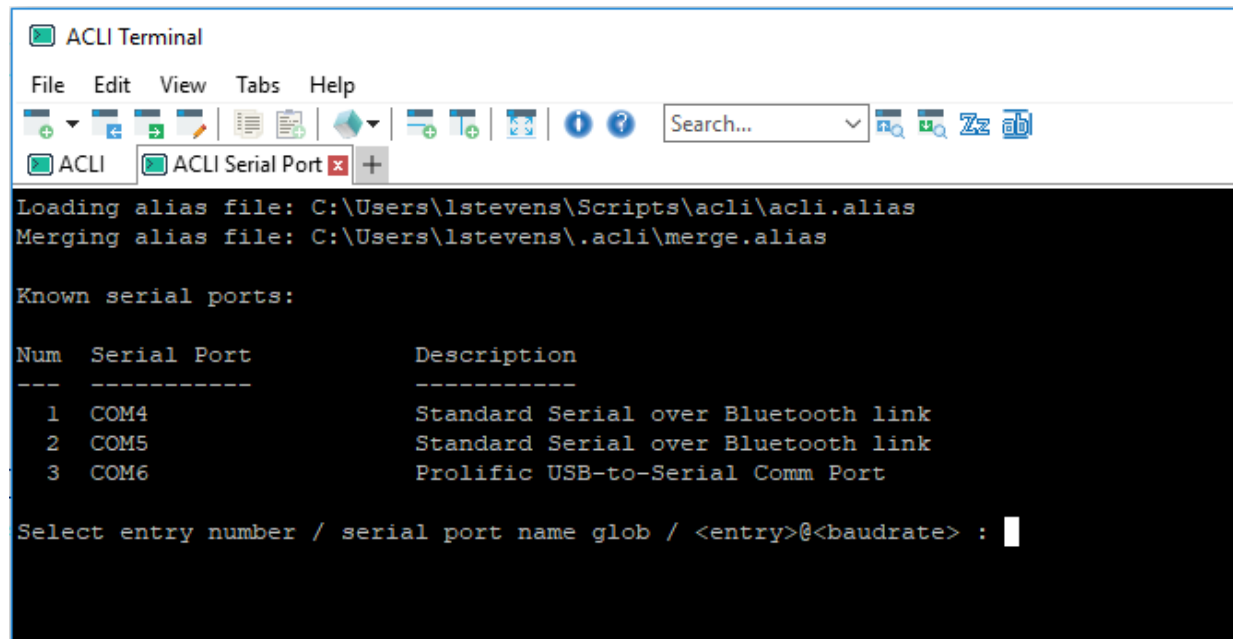 ACLI Terminal
File Edit View Tabs Help
Search... Zz ab
ACLI ACLI Serial Port x +
Loading alias file: C:\Users\lstevens\Scripts\acli\acli.alias
Merging alias file: C:\Users\lstevens\.acli\merge.alias
Known serial ports:
Num Serial Port Description
--- ----------- -----------
1 COM4 Standard Serial over Bluetooth link
2 COM5 Standard Serial over Bluetooth link
3 COM6 Prolific USB-to-Serial Comm Port
Select entry number / serial port name glob / <entry>@<baudrate> :